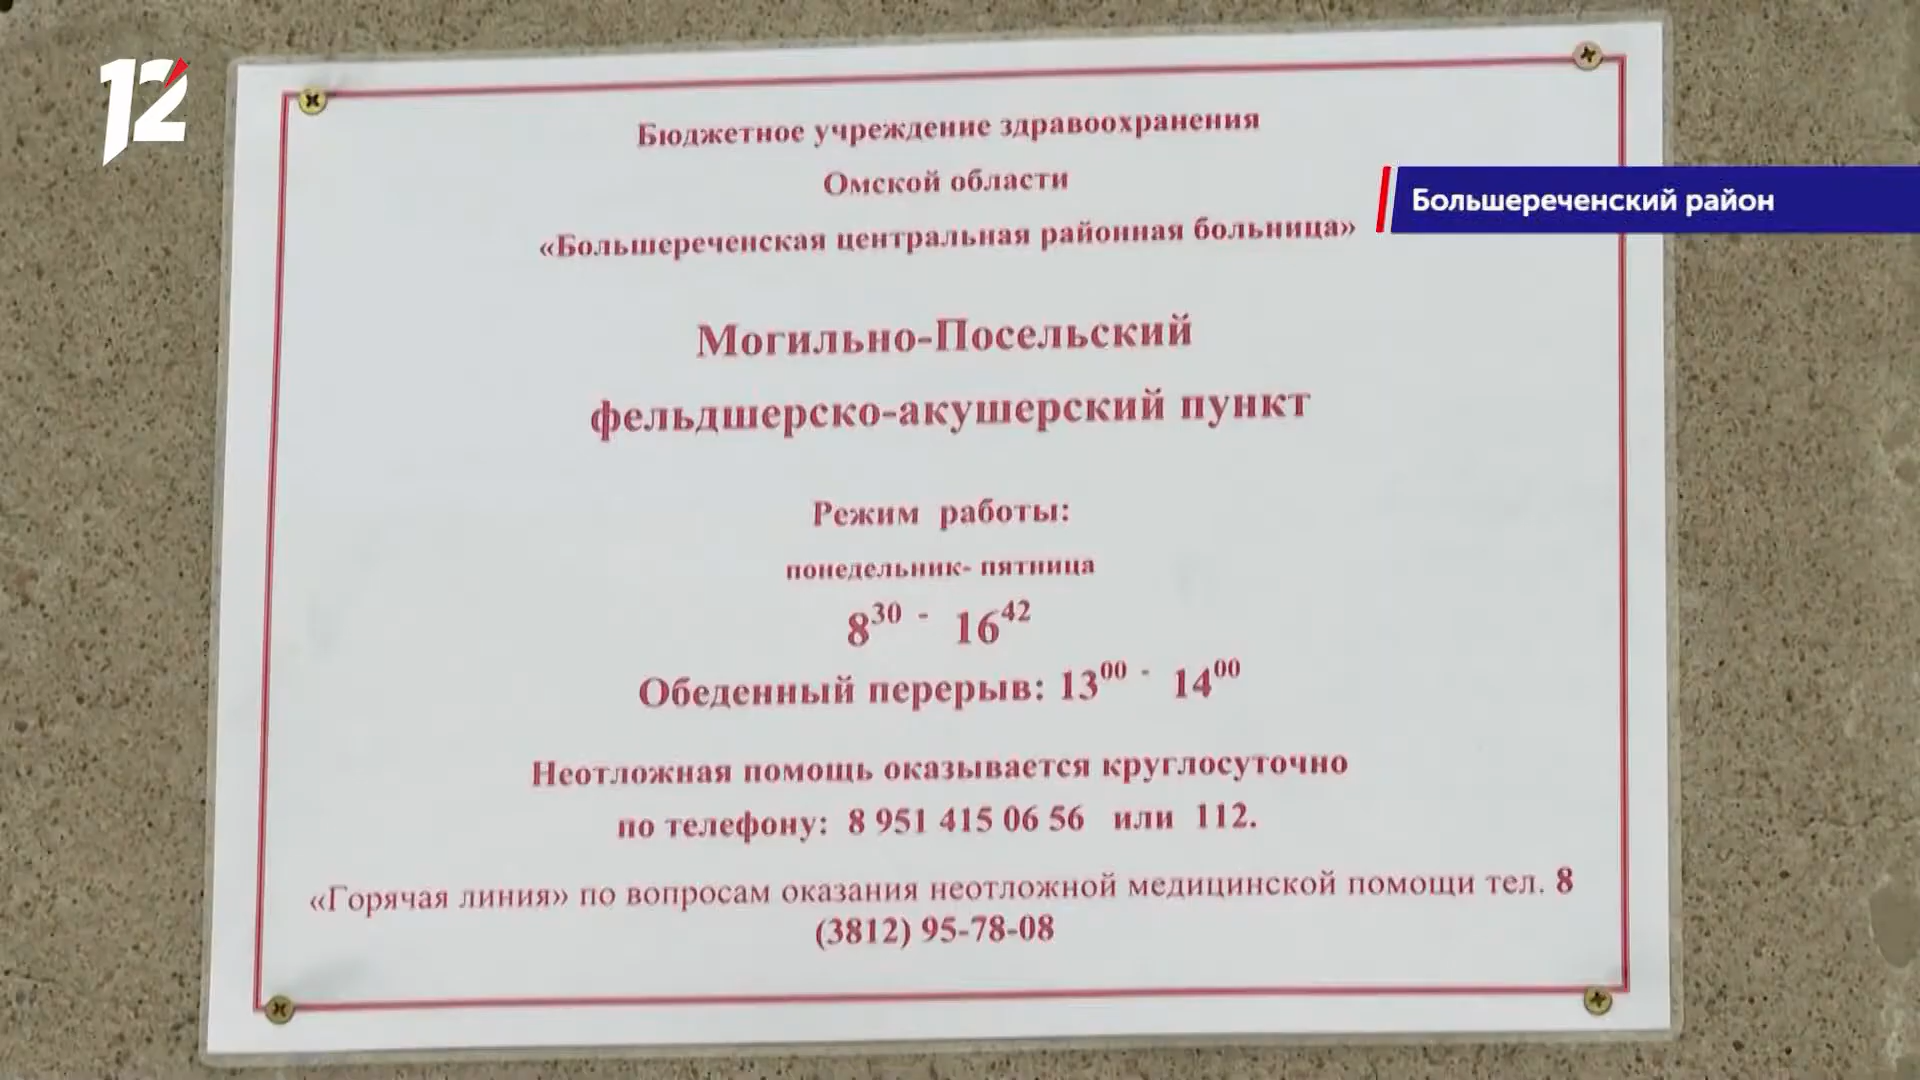 12
Бюджетное учреждение здравоохранения
Омской области
«Большереченская центральная районная больница»
Большереченский район
Могильно-Посельский
фельдшерско-акушерский пункт
Режим работы:
понедельник- пятница
8³⁰ - 16⁴²
Обеденный перерыв: 13⁰⁰ - 14⁰⁰
Неотложная помощь оказывается круглосуточно
по телефону: 8 951 415 06 56 или 112.
«Горячая линия» по вопросам оказания неотложной медицинской помощи тел. 8
(3812) 95-78-08